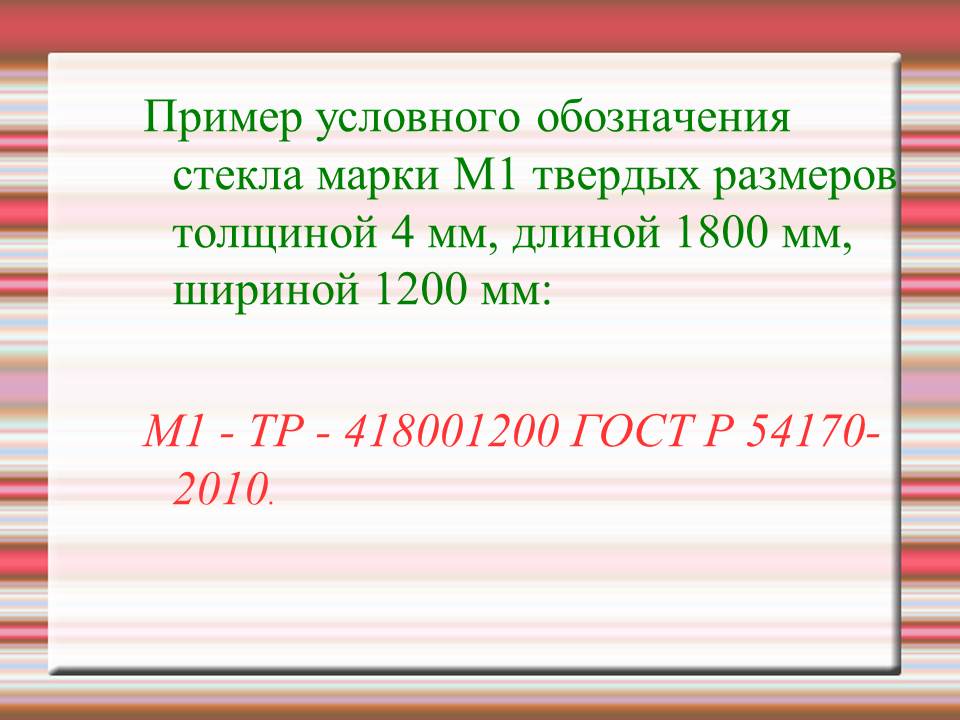 Пример условного обозначения
стекла марки М1 твердых размеров
толщиной 4 мм, длиной 1800 мм,
шириной 1200 мм:
М1 - ТР - 418001200 ГОСТ Р 54170-
2010.